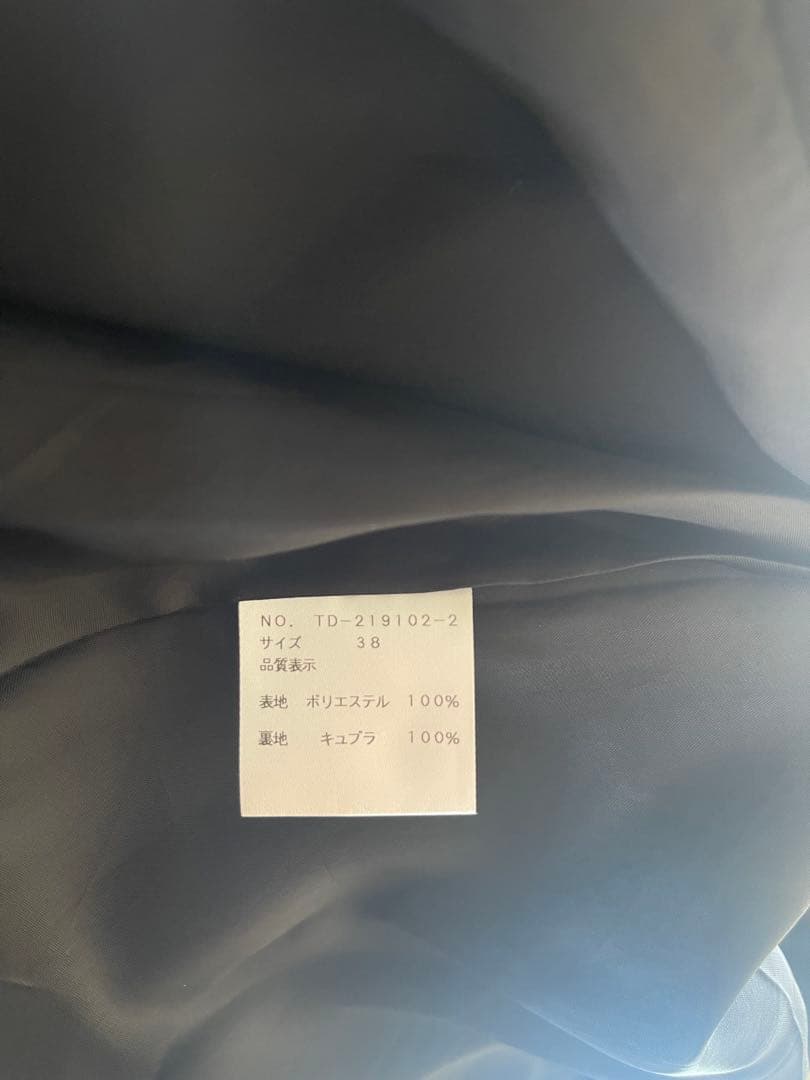 NO. TD-219102-2
サイズ 38
品質表示
表地 ポリエステル 100%
裏地 キュプラ 100%